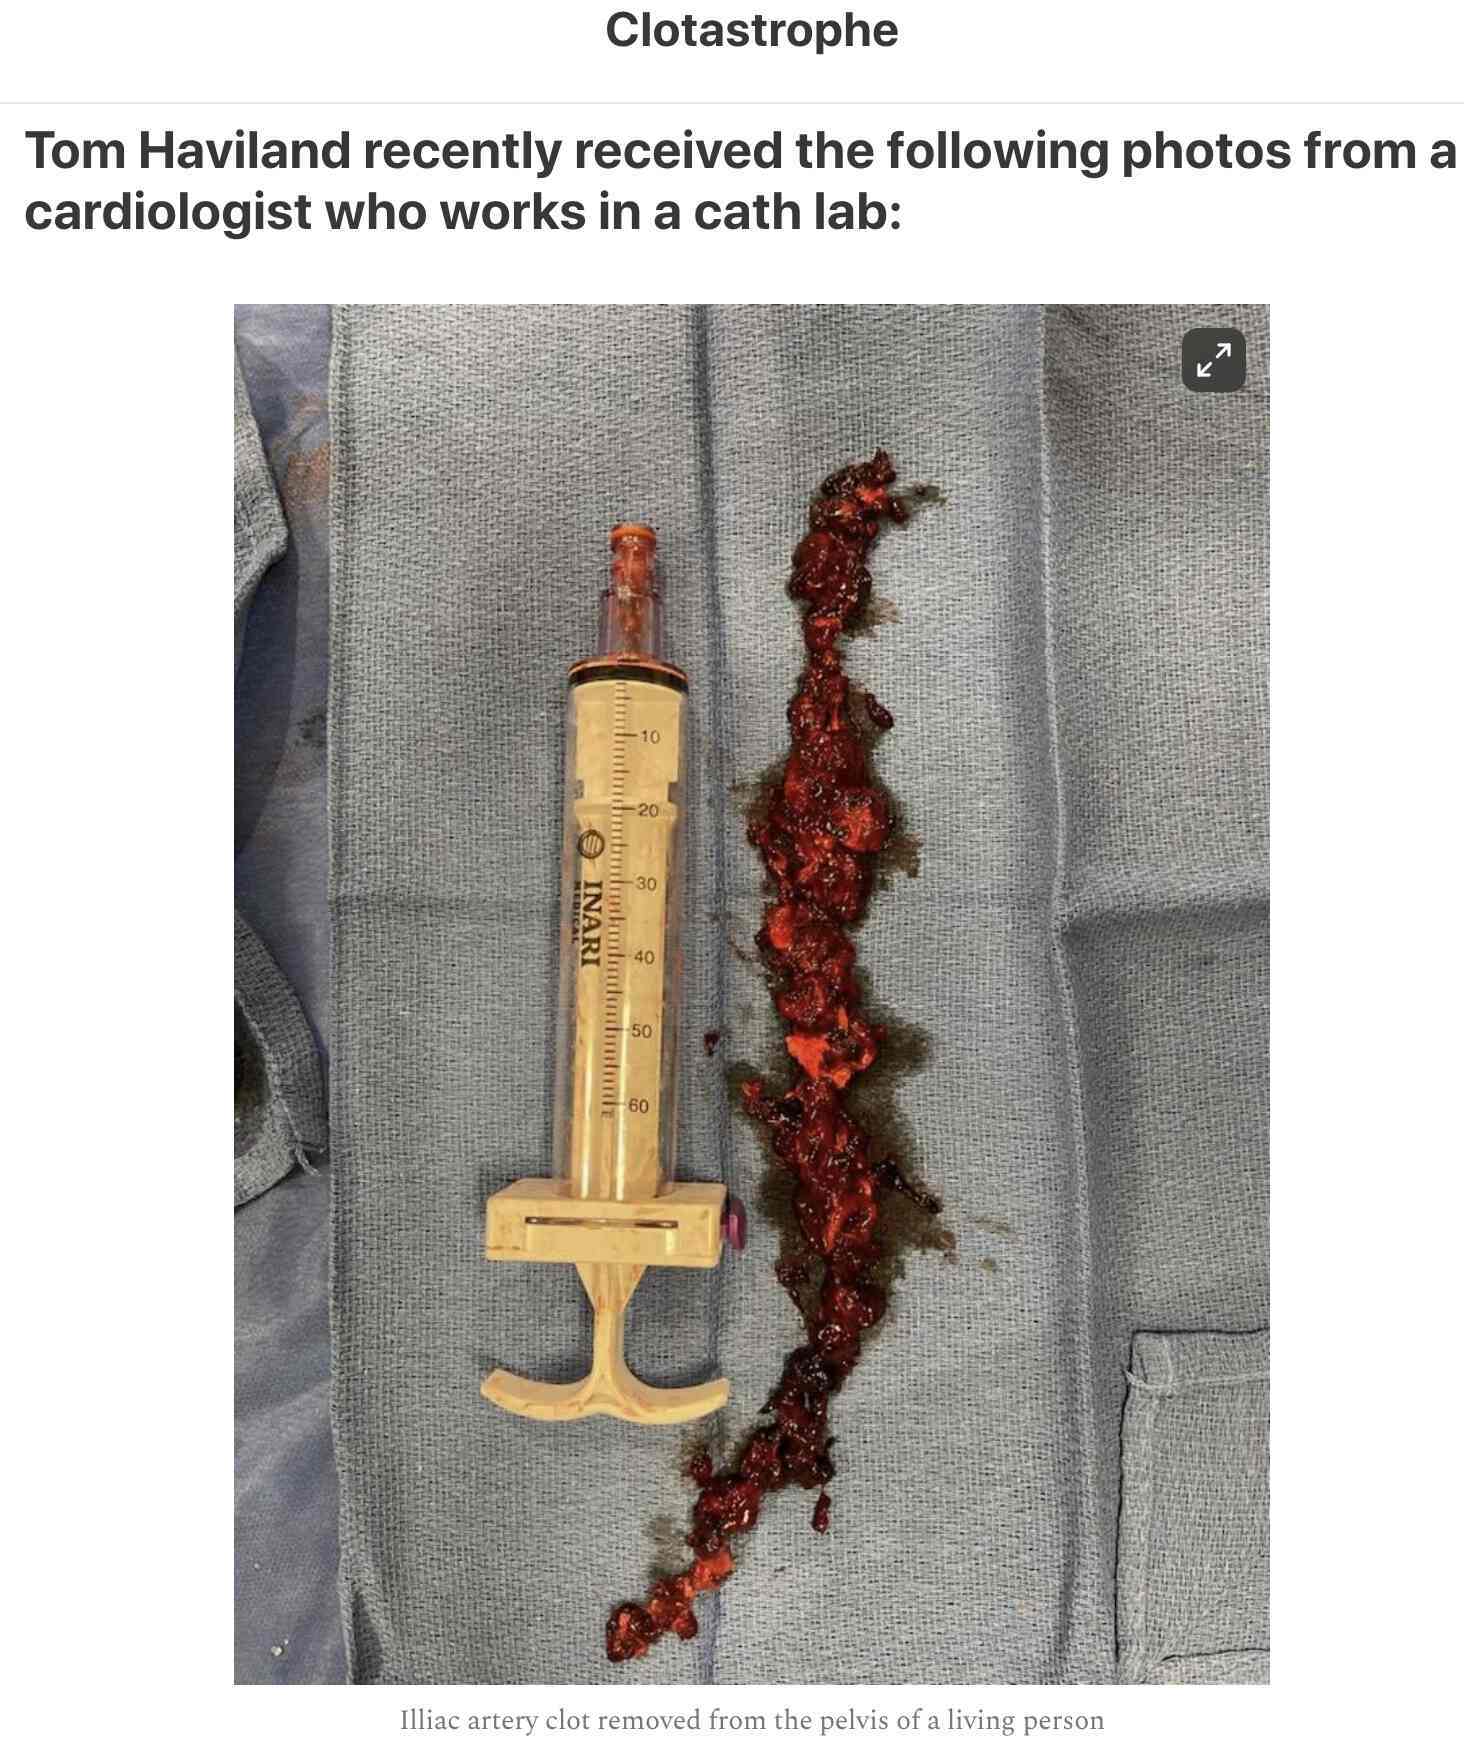 Clotastrophe
Tom Haviland recently received the following photos from a
cardiologist who works in a cath lab:
10
20
30
40
50
60
ml
INARI
MEDICAL
Illiac artery clot removed from the pelvis of a living person